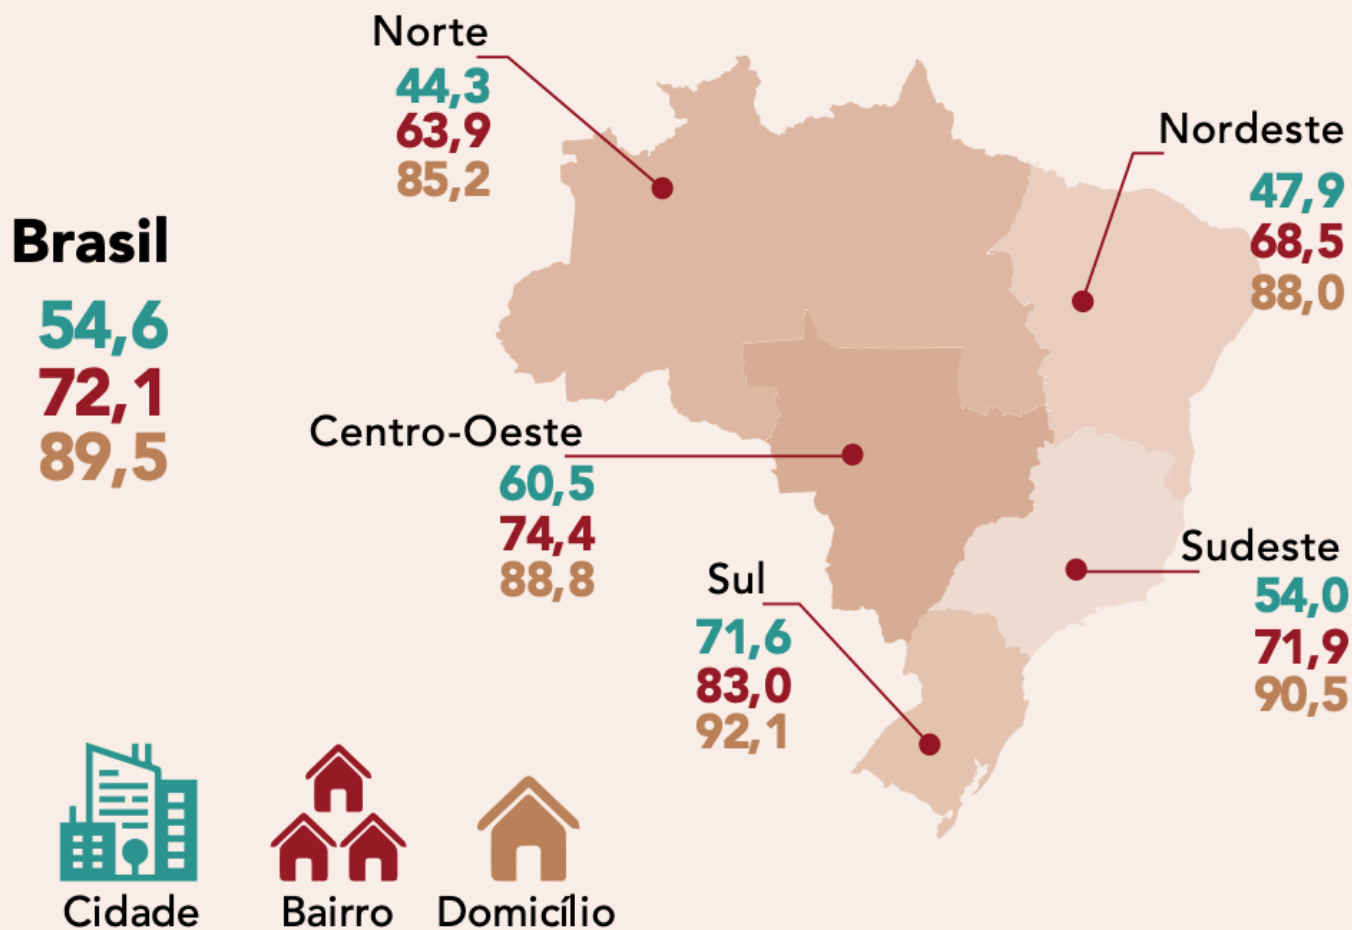 Norte
44,3
63,9
85,2
Nordeste
47,9
68,5
88,0
Brasil
54,6
72,1
89,5
Centro-Oeste
60,5
74,4
88,8
Sul
71,6
83,0
92,1
Sudeste
54,0
71,9
90,5
Cidade
Bairro
Domicílio